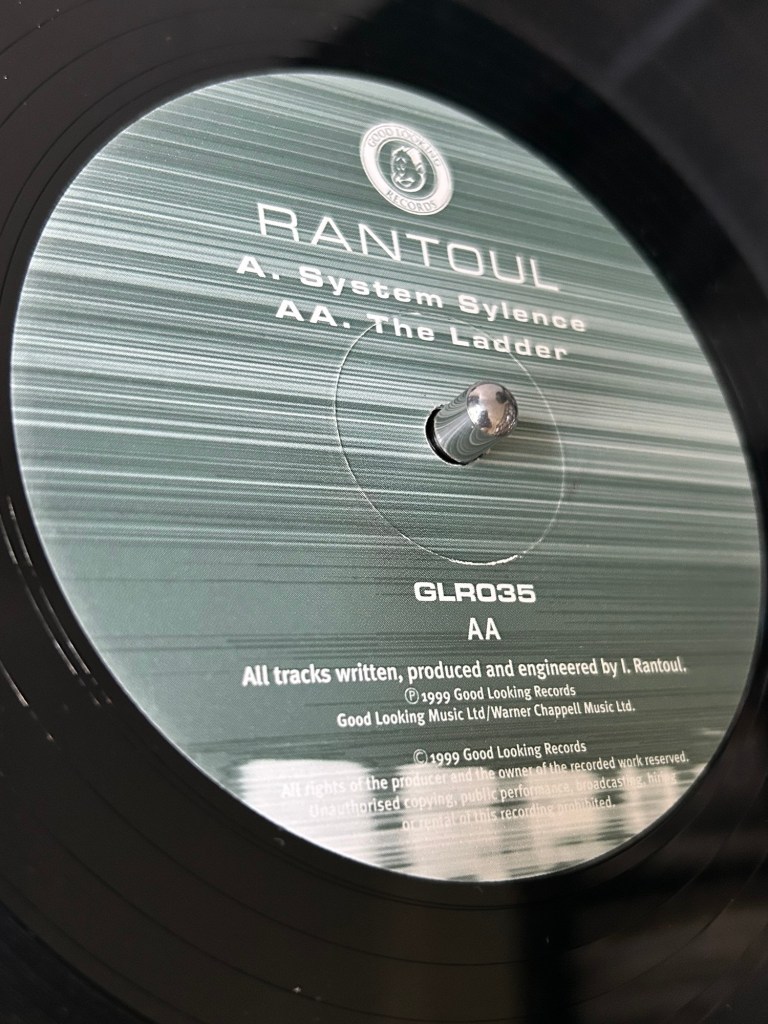 GOOD LOOKING
RECORDS
RANTOUL
A. System Sylence
AA. The Ladder
GLR035
AA
All tracks written, produced and engineered by I. Rantoul.
Ⓟ 1999 Good Looking Records
Good Looking Music Ltd/Warner Chappell Music Ltd.
© 1999 Good Looking Records
All rights of the producer and the owner of the recorded work reserved.
Unauthorised copying, public performance, broadcasting, hiring
or rental of this recording prohibited.